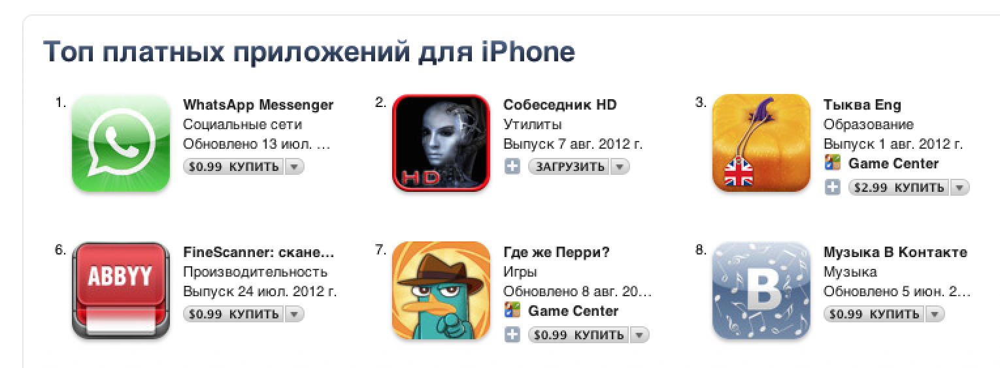 Топ платных приложений для iPhone
1.
WhatsApp Messenger
Социальные сети
Обновлено 13 июл. ...
$0.99 КУПИТЬ
2.
HD
Собеседник HD
Утилиты
Выпуск 7 авг. 2012 г.
ЗАГРУЗИТЬ
3.
Тыква Eng
Образование
Выпуск 1 авг. 2012 г.
Game Center
$2.99 КУПИТЬ
6.
ABBYY
FineScanner: скане...
Производительность
Выпуск 24 июл. 2012 г.
$0.99 КУПИТЬ
7.
Где же Перри?
Игры
Обновлено 8 авг. 20...
Game Center
$0.99 КУПИТЬ
8.
В
Музыка В Контакте
Музыка
Обновлено 5 июн. 2...
$0.99 КУПИТЬ